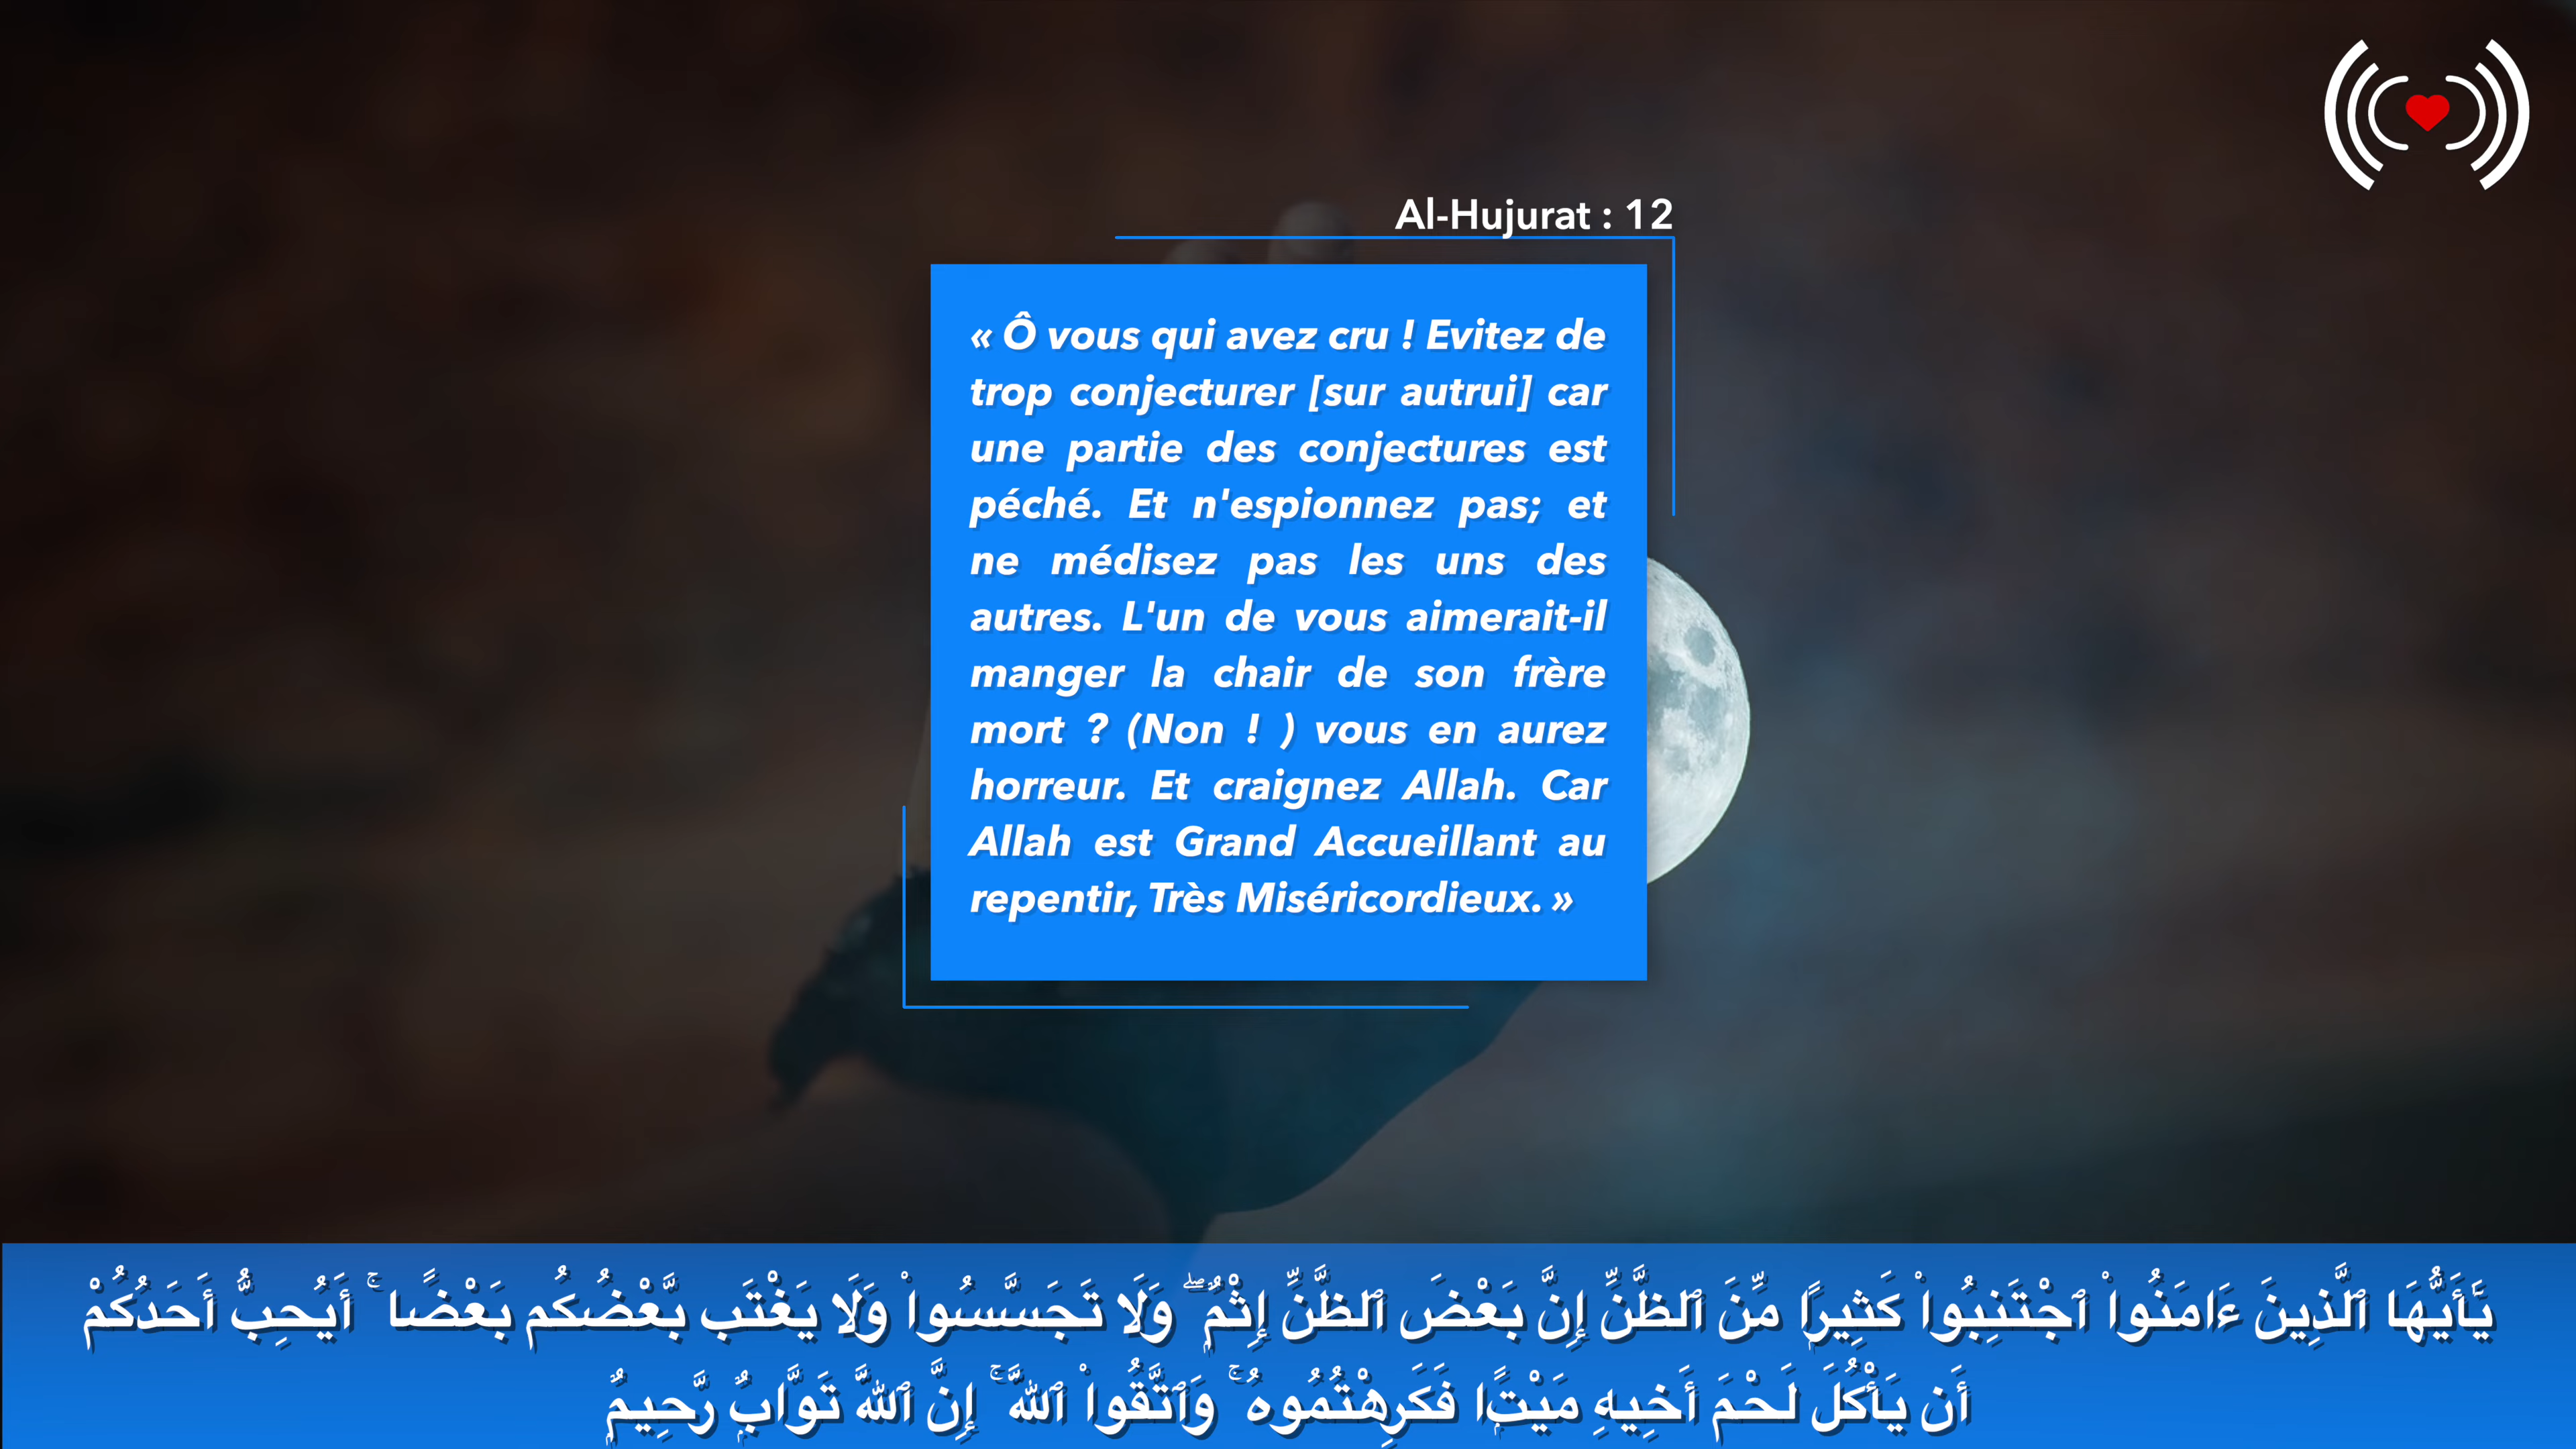 Al-Hujurat : 12
« Ô vous qui avez cru ! Evitez de
trop conjecturer [sur autrui] car
une partie des conjectures est
péché. Et n'espionnez pas; et
ne médisez pas les uns des
autres. L'un de vous aimerait-il
manger la chair de son frère
mort ? (Non ! ) vous en aurez
horreur. Et craignez Allah. Car
Allah est Grand Accueillant au
repentir, Très Miséricordieux. »
يَٰٓأَيُّهَا ٱلَّذِينَ ءَامَنُوا۟ ٱجْتَنِبُوا۟ كَثِيرًۭا مِّنَ ٱلظَّنِّ إِنَّ بَعْضَ ٱلظَّنِّ إِثْمٌۭ ۖ وَلَا تَجَسَّسُوا۟ وَلَا يَغْتَب بَّعْضُكُم بَعْضًا ۚ أَيُحِبُّ أَحَدُكُمْ
أَن يَأْكُلَ لَحْمَ أَخِيهِ مَيْتًۭا فَكَرِهْتُمُوهُ ۚ وَٱتَّقُوا۟ ٱللَّهَ ۚ إِنَّ ٱللَّهَ تَوَّابٌۭ رَّحِيمٌۭ